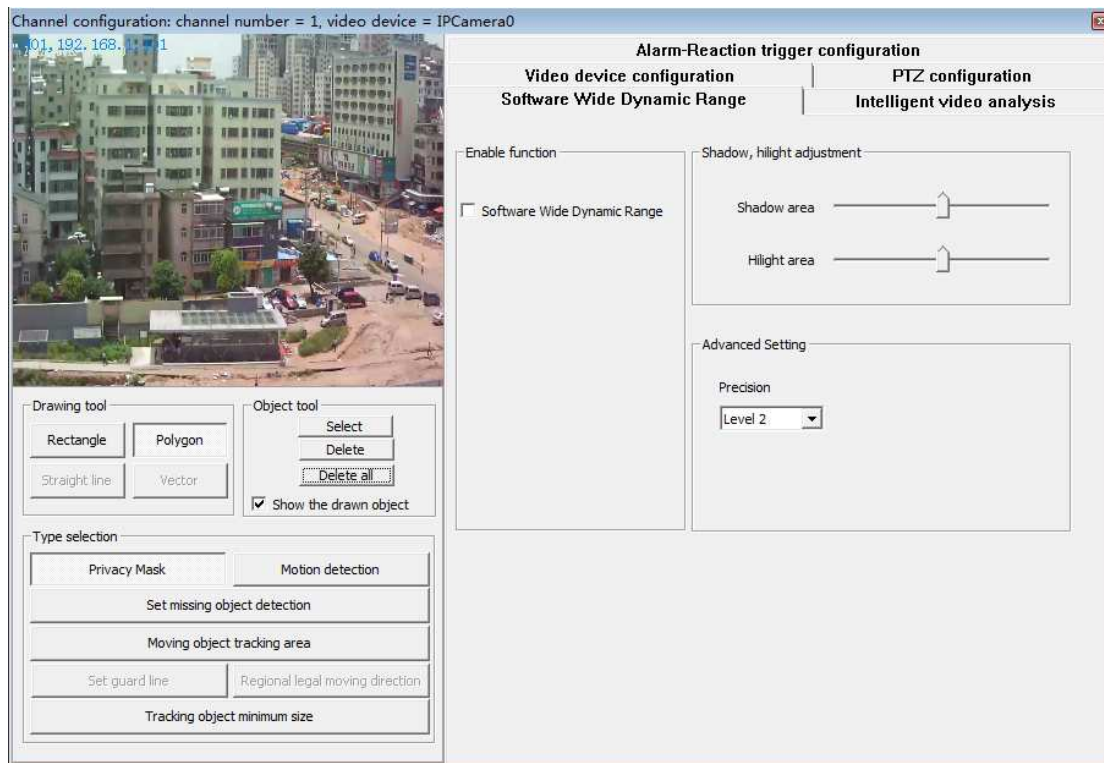 Channel configuration: channel number = 1, video device = IPCamera0
Alarm-Reaction trigger configuration
Video device configuration
PTZ configuration
Software Wide Dynamic Range
Intelligent video analysis
Enable function
Software Wide Dynamic Range
Shadow, hilight adjustment
Shadow area
Hilight area
Advanced Setting
Precision
Level 2
Drawing tool
Rectangle
Polygon
Straight line
Vector
Object tool
Select
Delete
Delete all
Show the drawn object
Type selection
Privacy Mask
Motion detection
Set missing object detection
Moving object tracking area
Set guard line
Regional legal moving direction
Tracking object minimum size